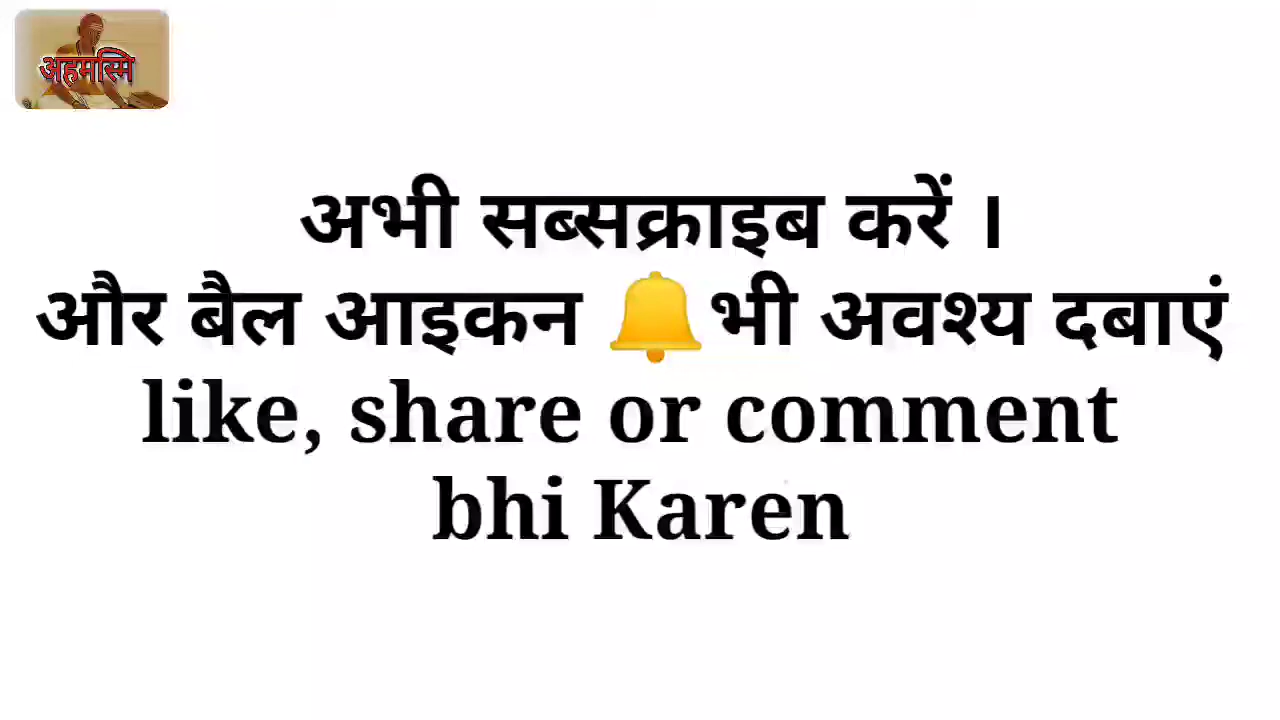 अहमस्मि
अभी सब्सक्राइब करें ।
और बैल आइकन 🔔 भी अवश्य दबाएं
like, share or comment
bhi Karen